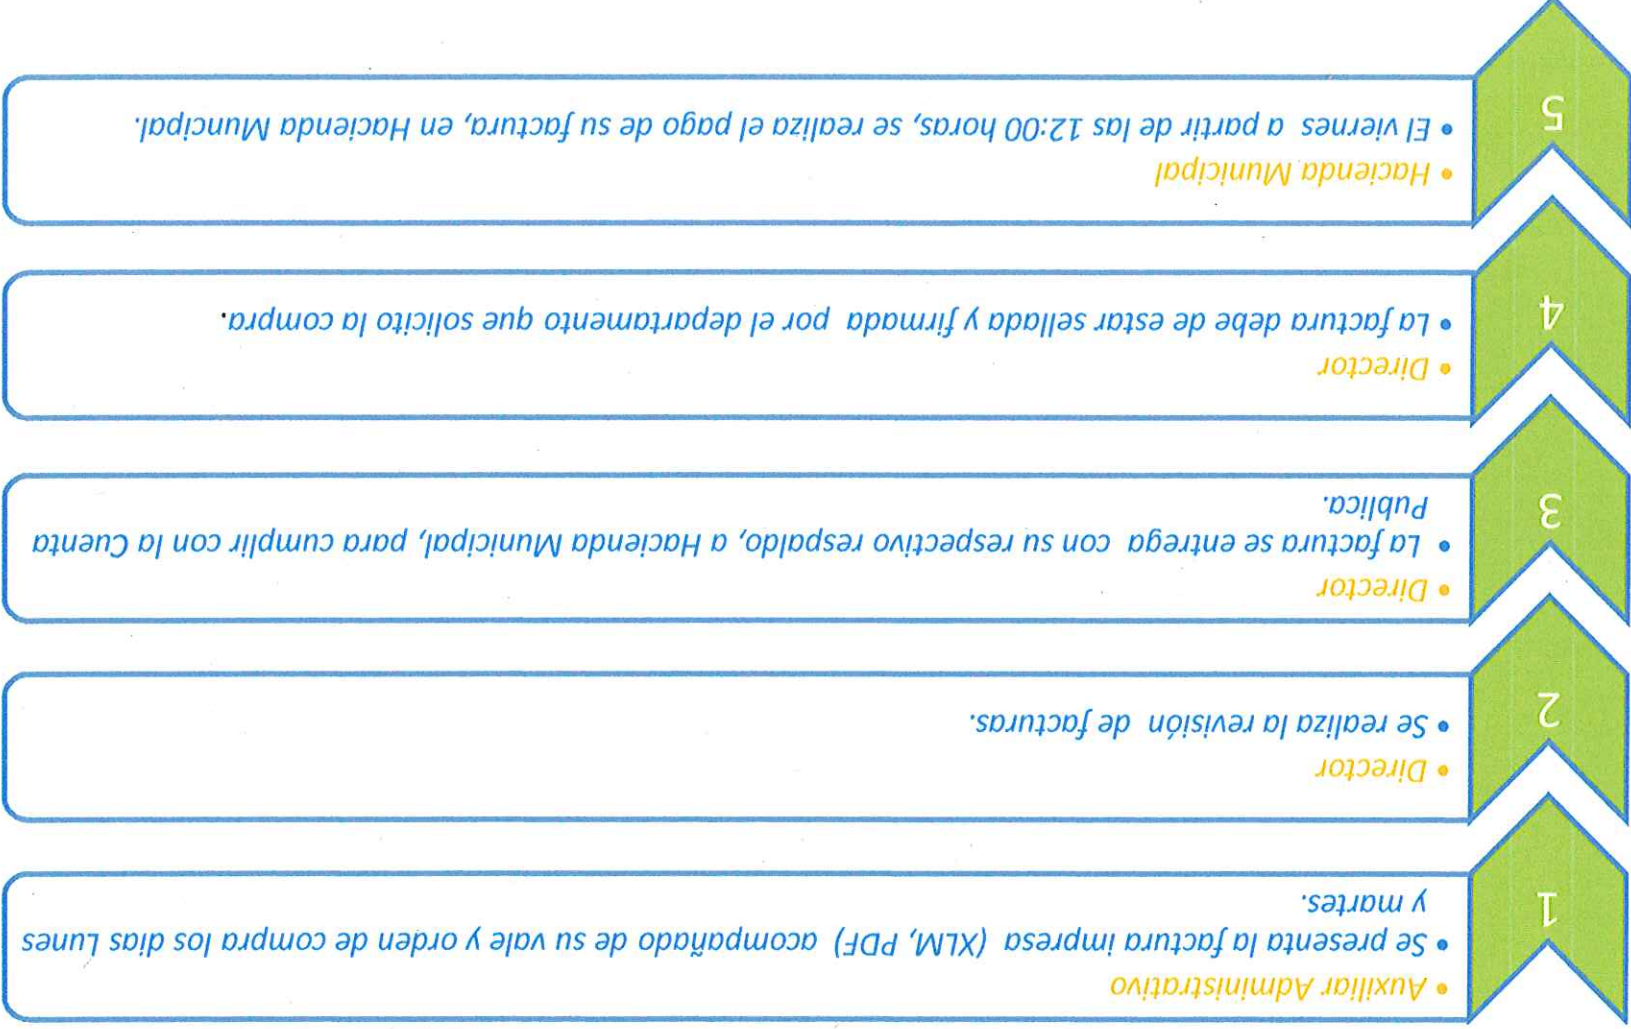 1
• Auxiliar Administrativo
• Se presenta la factura impresa (XLM, PDF) acompañado de su vale y orden de compra los dias Lunes
y martes.
2
• Director
• Se realiza la revisión de facturas.
3
• Director
• La factura se entrega con su respectivo respaldo, a Hacienda Municipal, para cumplir con la Cuenta
Publica.
4
• Director
• La factura debe de estar sellada y firmada por el departamento que solicito la compra.
5
• Hacienda Municipal
• El viernes a partir de las 12:00 horas, se realiza el pago de su factura, en Hacienda Muncipal.